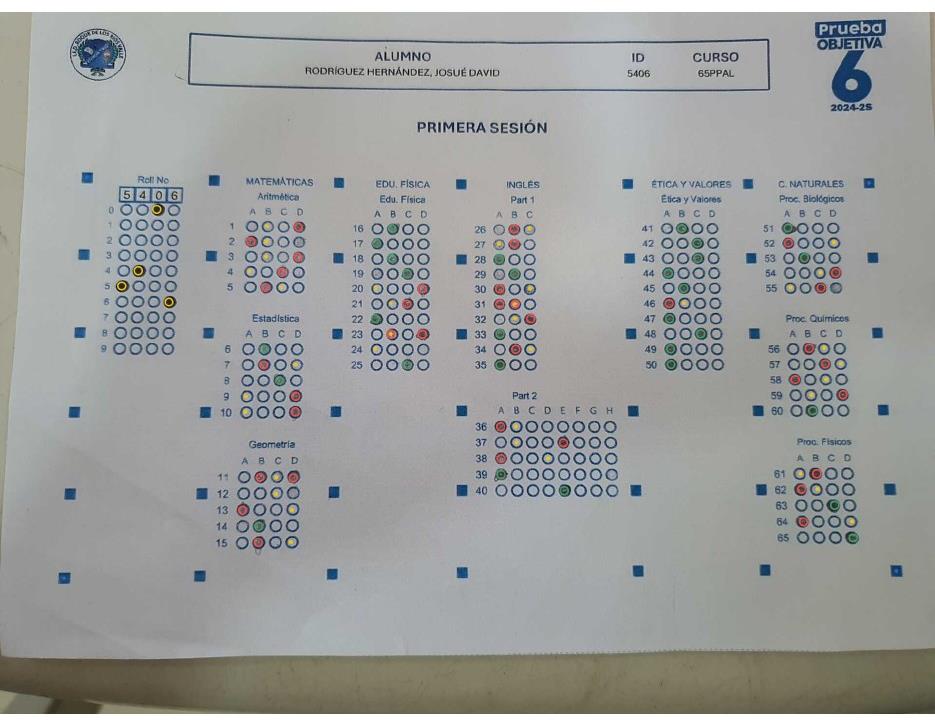 Prueba
OBJETIVA
6
2024-2S
ALUMNO ID CURSO
RODRÍGUEZ HERNÁNDEZ, JOSUÉ DAVID 5406 65PPAL
PRIMERA SESIÓN
Roll No
5 4 0 6
0
1
2
3
4
5
6
7
8
9
MATEMÁTICAS
Aritmética
A B C D
1
2
3
4
5
Estadística
A B C D
6
7
8
9
10
Geometría
A B C D
11
12
13
14
15
EDU. FÍSICA
Edu. Física
A B C D
16
17
18
19
20
21
22
23
24
25
INGLÉS
Part 1
A B C
26
27
28
29
30
31
32
33
34
35
Part 2
A B C D E F G H
36
37
38
39
40
ÉTICA Y VALORES
Ética y Valores
A B C D
41
42
43
44
45
46
47
48
49
50
C. NATURALES
Proc. Biológicos
A B C D
51
52
53
54
55
Proc. Químicos
A B C D
56
57
58
59
60
Proc. Físicos
A B C D
61
62
63
64
65